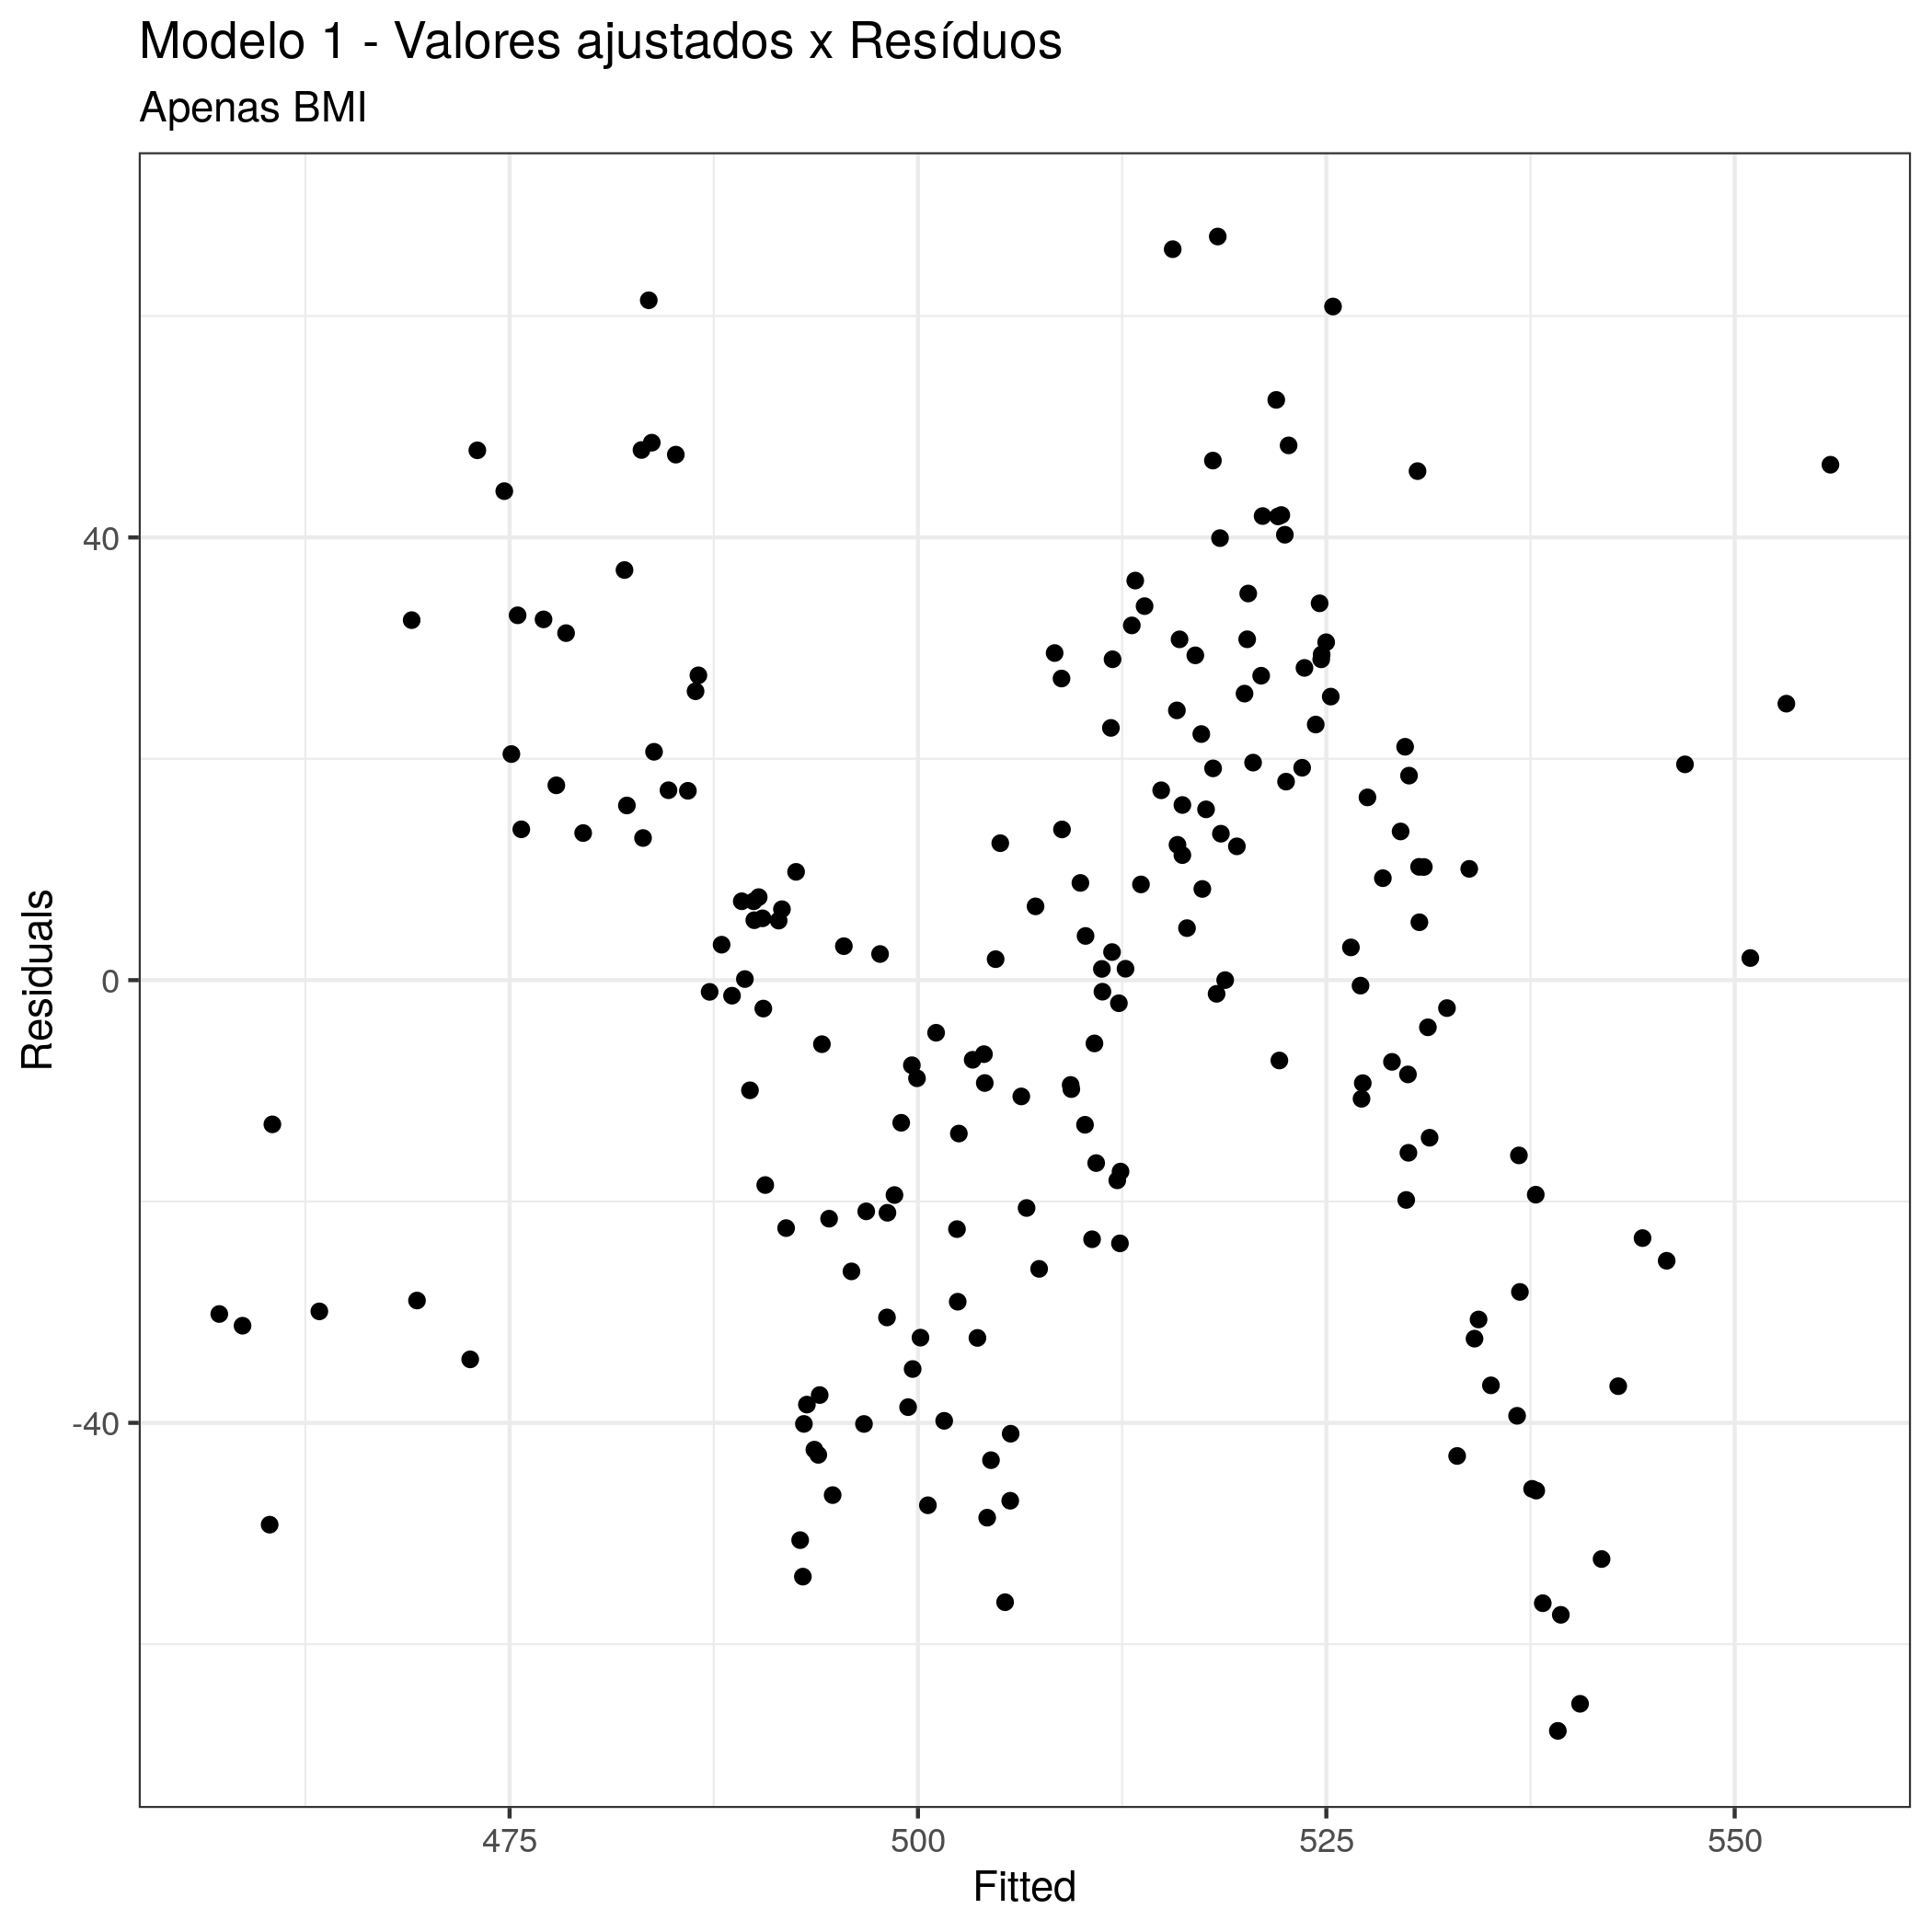 Modelo 1 - Valores ajustados x Resíduos
Apenas BMI
Residuals
40
0
-40
475
500
525
550
Fitted